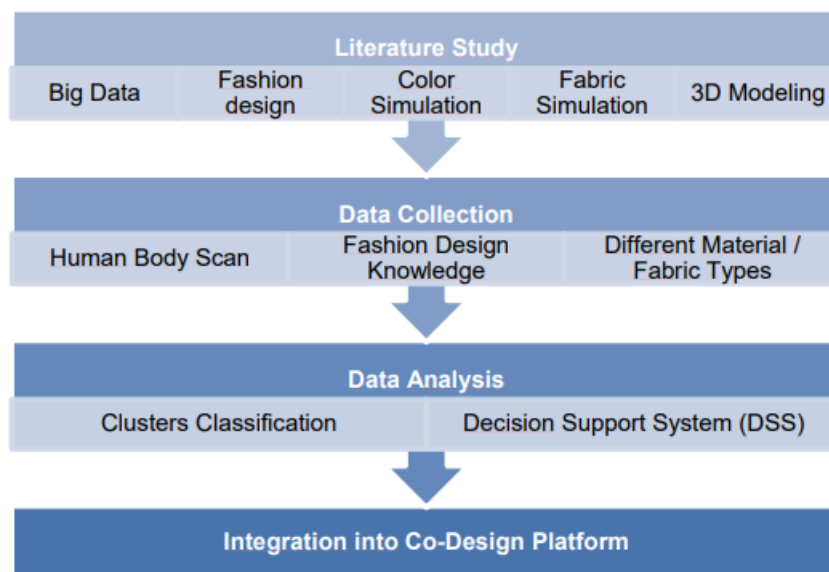 Literature Study
Big Data
Fashion
design
Color
Simulation
Fabric
Simulation
3D Modeling
Data Collection
Human Body Scan
Fashion Design
Knowledge
Different Material /
Fabric Types
Data Analysis
Clusters Classification
Decision Support System (DSS)
Integration into Co-Design Platform